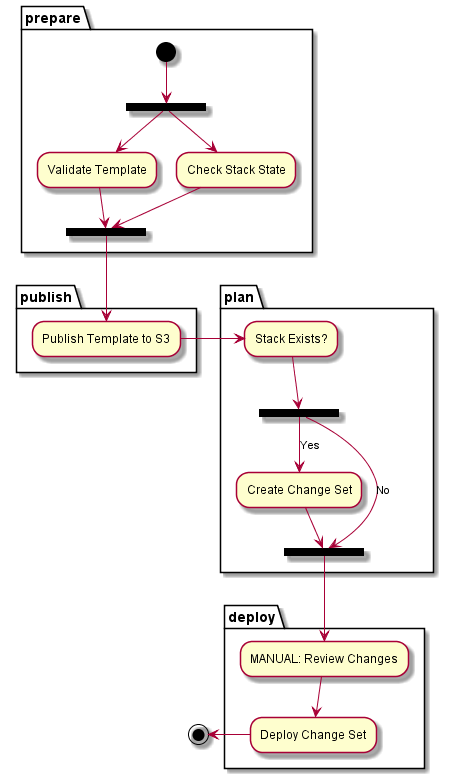 prepare
Validate Template
Check Stack State
publish
plan
Publish Template to S3
Stack Exists?
Yes
Create Change Set
No
deploy
MANUAL: Review Changes
Deploy Change Set